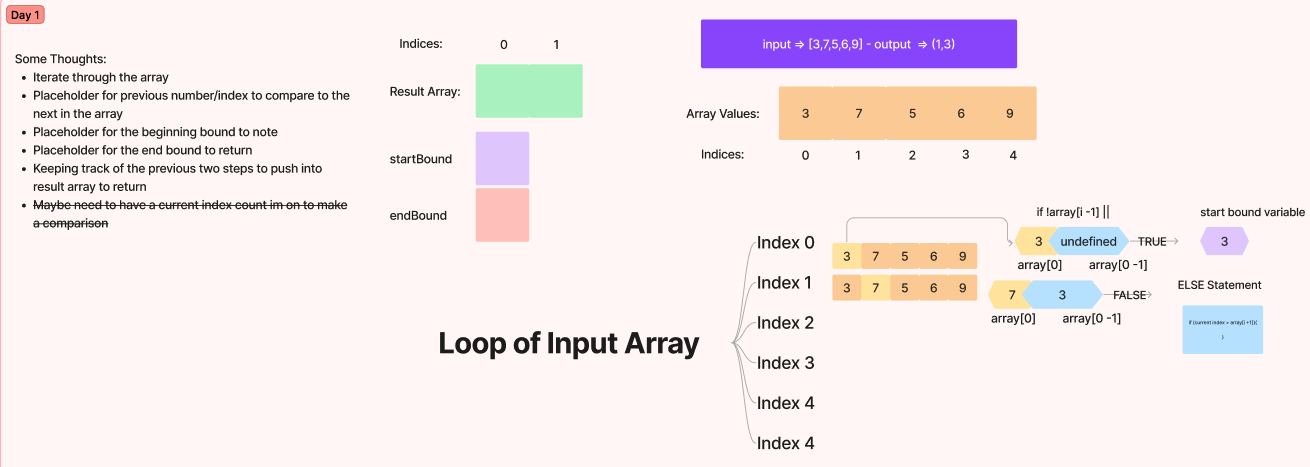 Day 1
Some Thoughts:
Iterate through the array
Placeholder for previous number/index to compare to the
next in the array
Placeholder for the beginning bound to note
Placeholder for the end bound to return
Keeping track of the previous two steps to push into
result array to return
Maybe need to have a current index count im on to make
a comparison
Indices: 0 1
Result Array:
startBound
endBound
input ⇒ [3,7,5,6,9] - output ⇒ (1,3)
Array Values: 3 7 5 6 9
Indices: 0 1 2 3 4
Loop of Input Array
Index 0
Index 1
Index 2
Index 3
Index 4
Index 4
3 7 5 6 9
3 7 5 6 9
if !array[i -1] ||
3 undefined TRUE
array[0] array[0 -1]
7 3 FALSE
array[0] array[0 -1]
start bound variable
3
ELSE Statement
If (current index > array[i +1]){
}